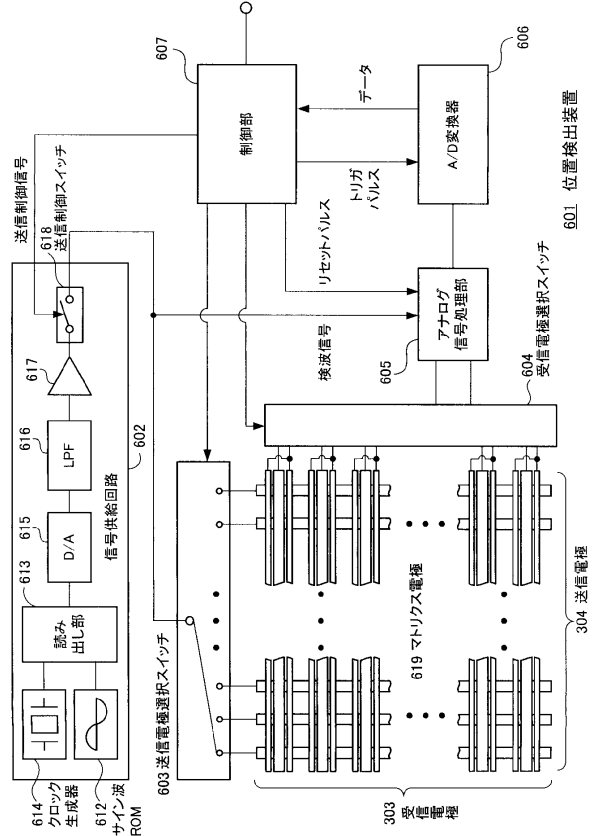 614
クロック
生成器
612
サイン波
ROM
613
読み
出し部
615
D/A
616
LPF
617
618
送信制御スイッチ
送信制御信号
信号供給回路
602
607
制御部
603 送信電極選択スイッチ
検波信号
リセットパルス
トリガ
パルス
データ
606
A/D変換器
605
アナログ
信号処理部
604
受信電極選択スイッチ
619 マトリクス電極
303
受信電
極
304 送信電極
601 位置検出装置